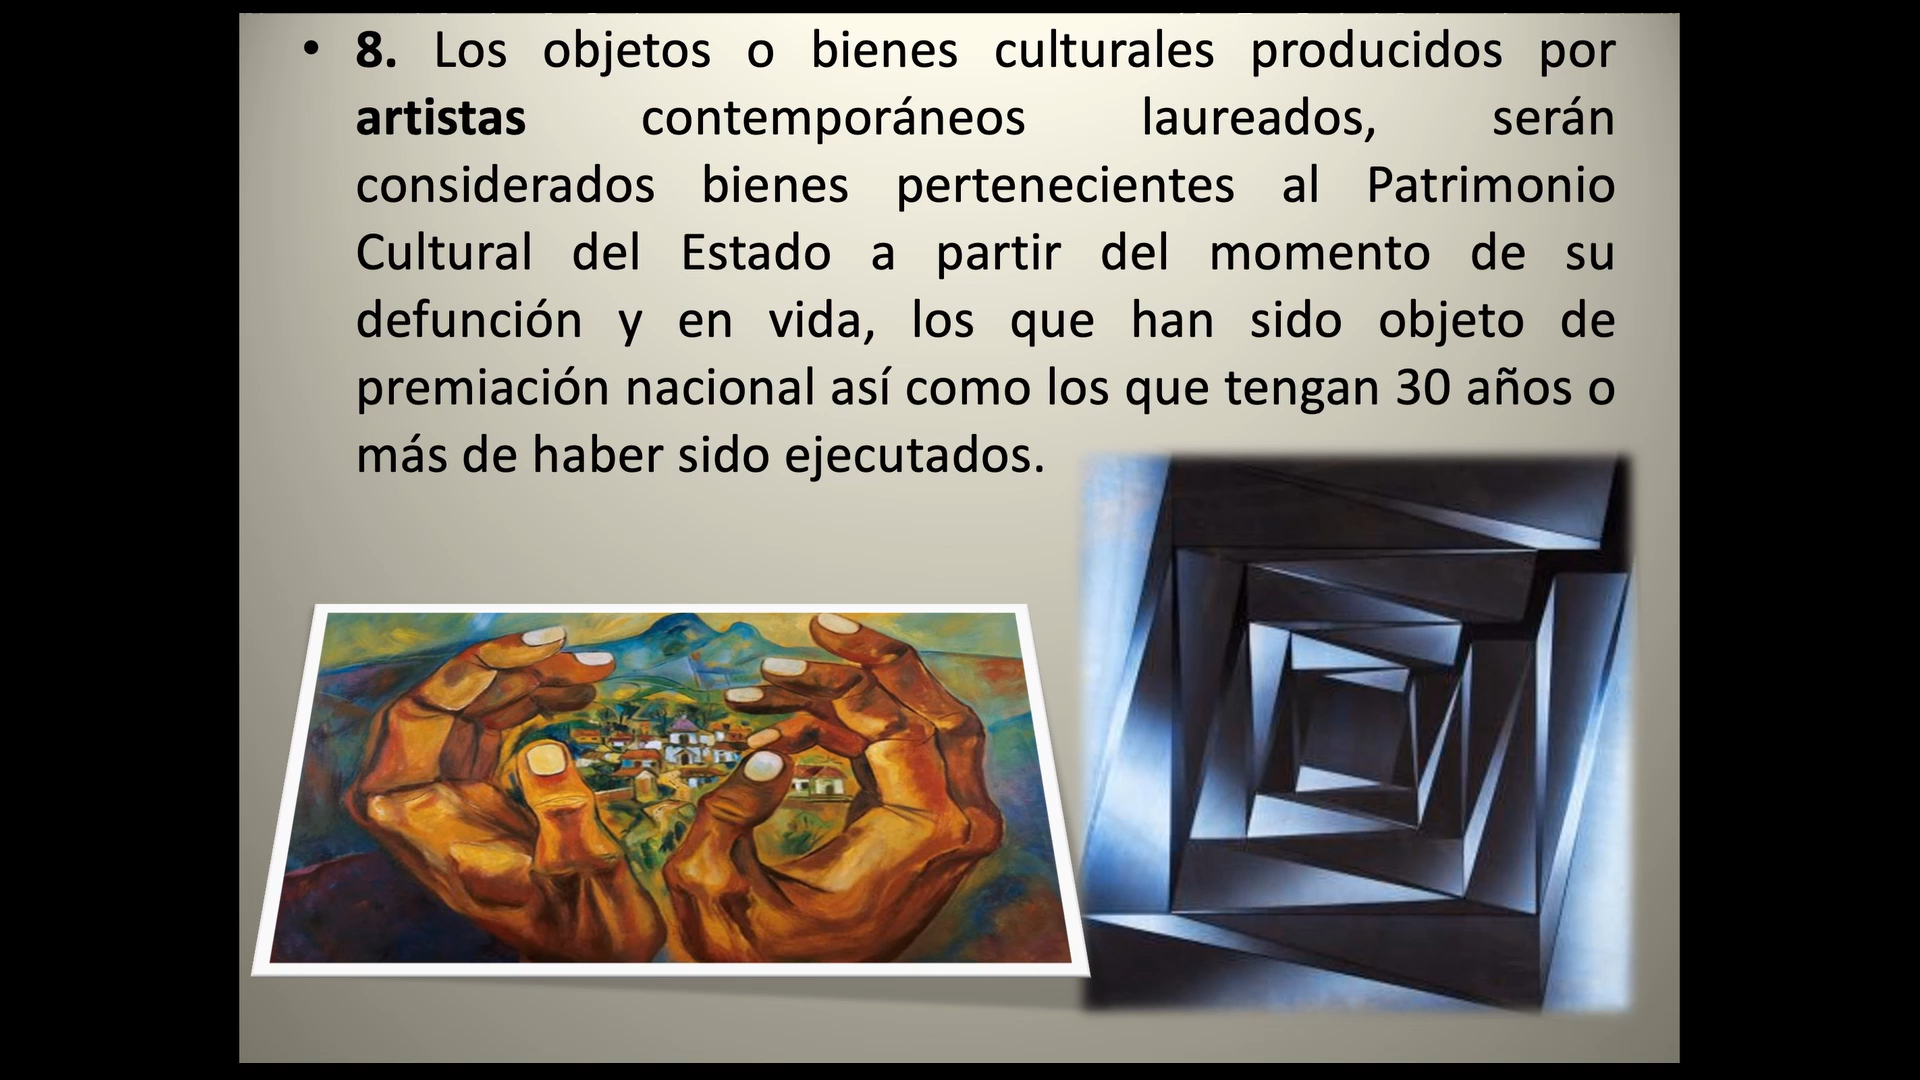 • 8. Los objetos o bienes culturales producidos por
artistas contemporáneos laureados, serán
considerados bienes pertenecientes al Patrimonio
Cultural del Estado a partir del momento de su
defunción y en vida, los que han sido objeto de
premiación nacional así como los que tengan 30 años o
más de haber sido ejecutados.